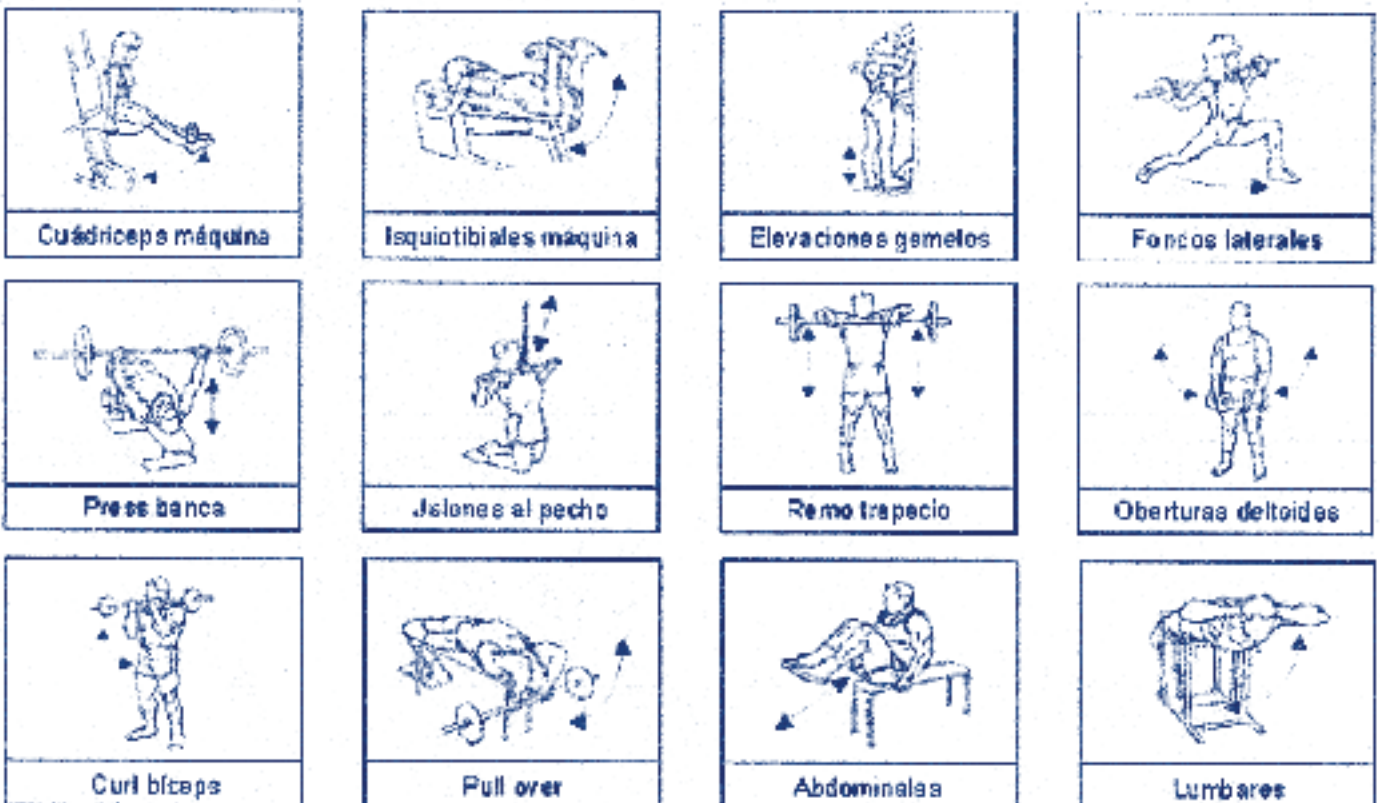 Cuádriceps máquina
Isquiotibiales maquina
Elevaciones gemelos
Fondos laterales
Press banca
Jalones al pecho
Remo trapecio
Oberturas deltoides
Curl bíceps
Pull over
Abdominales
Lumbares